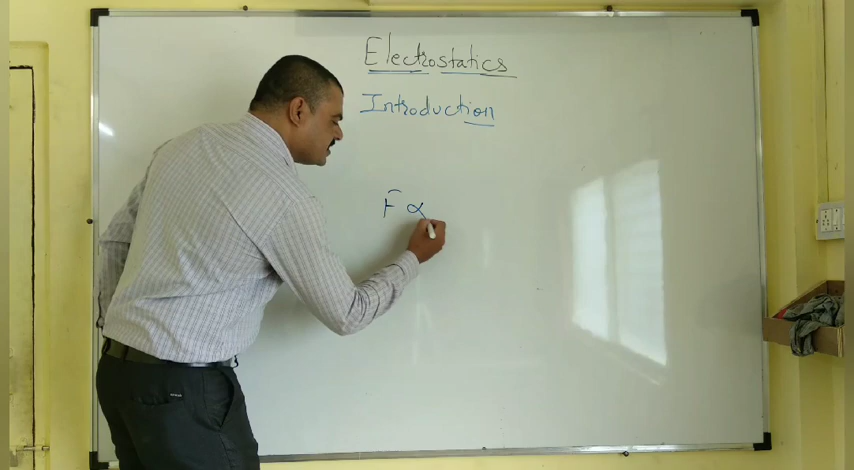 Electrostatics
Introduction
F ∝